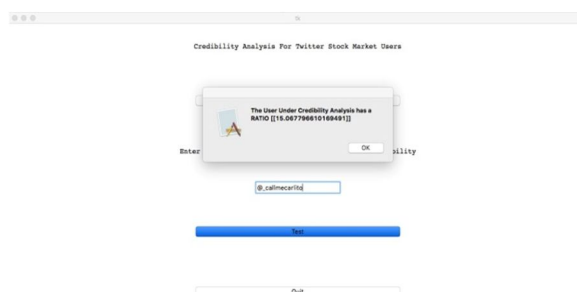 tk
Credibility Analysis For Twitter Stock Market Users
The User Under Credibility Analysis has a
RATIO [[15.067796610169491]]
OK
Enter
bility
@_callmecarlito
Test
Quit